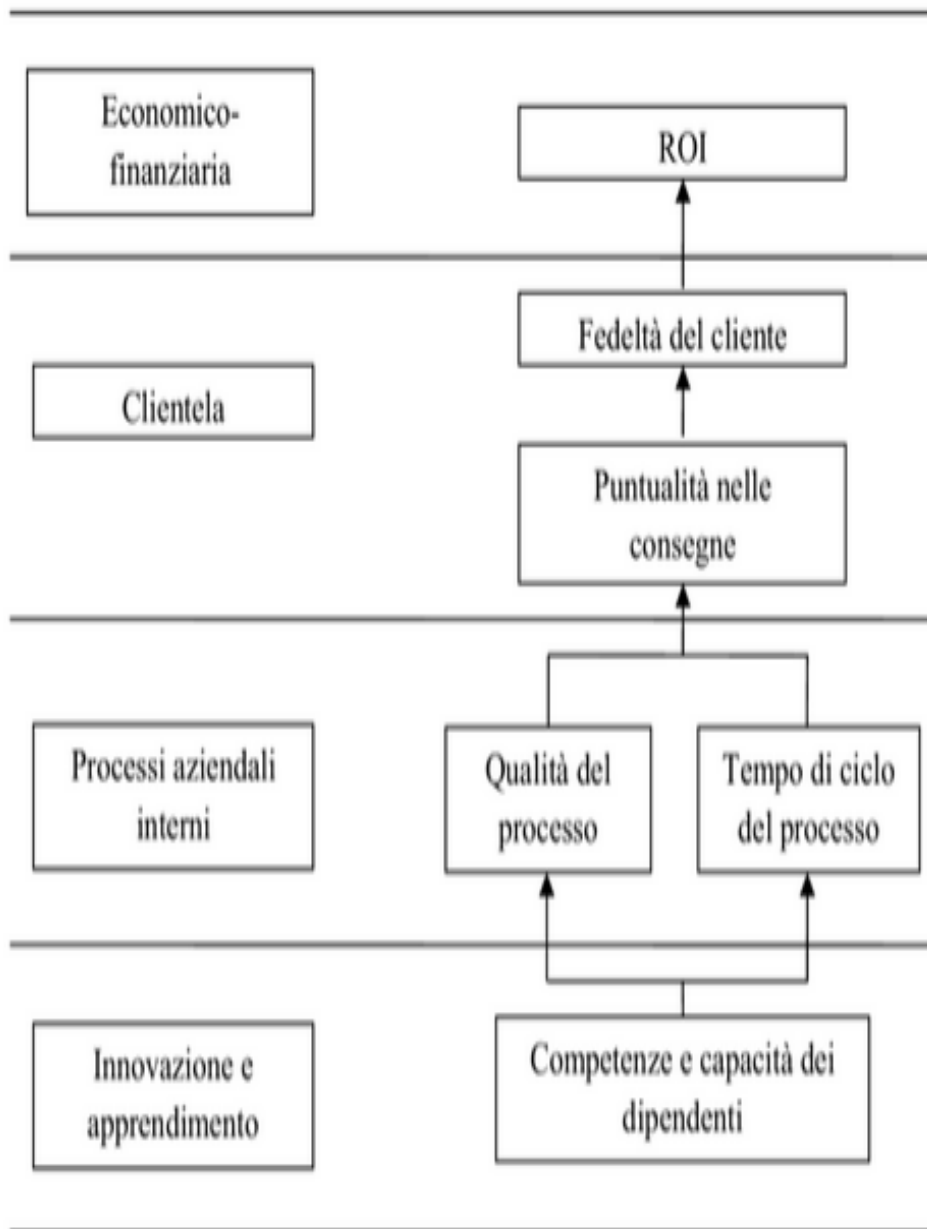 Economico-
finanziaria
ROI
Fedeltà del cliente
Clientela
Puntualità nelle
consegne
Processi aziendali
interni
Qualità del
processo
Tempo di ciclo
del processo
Innovazione e
apprendimento
Competenze e capacità dei
dipendenti